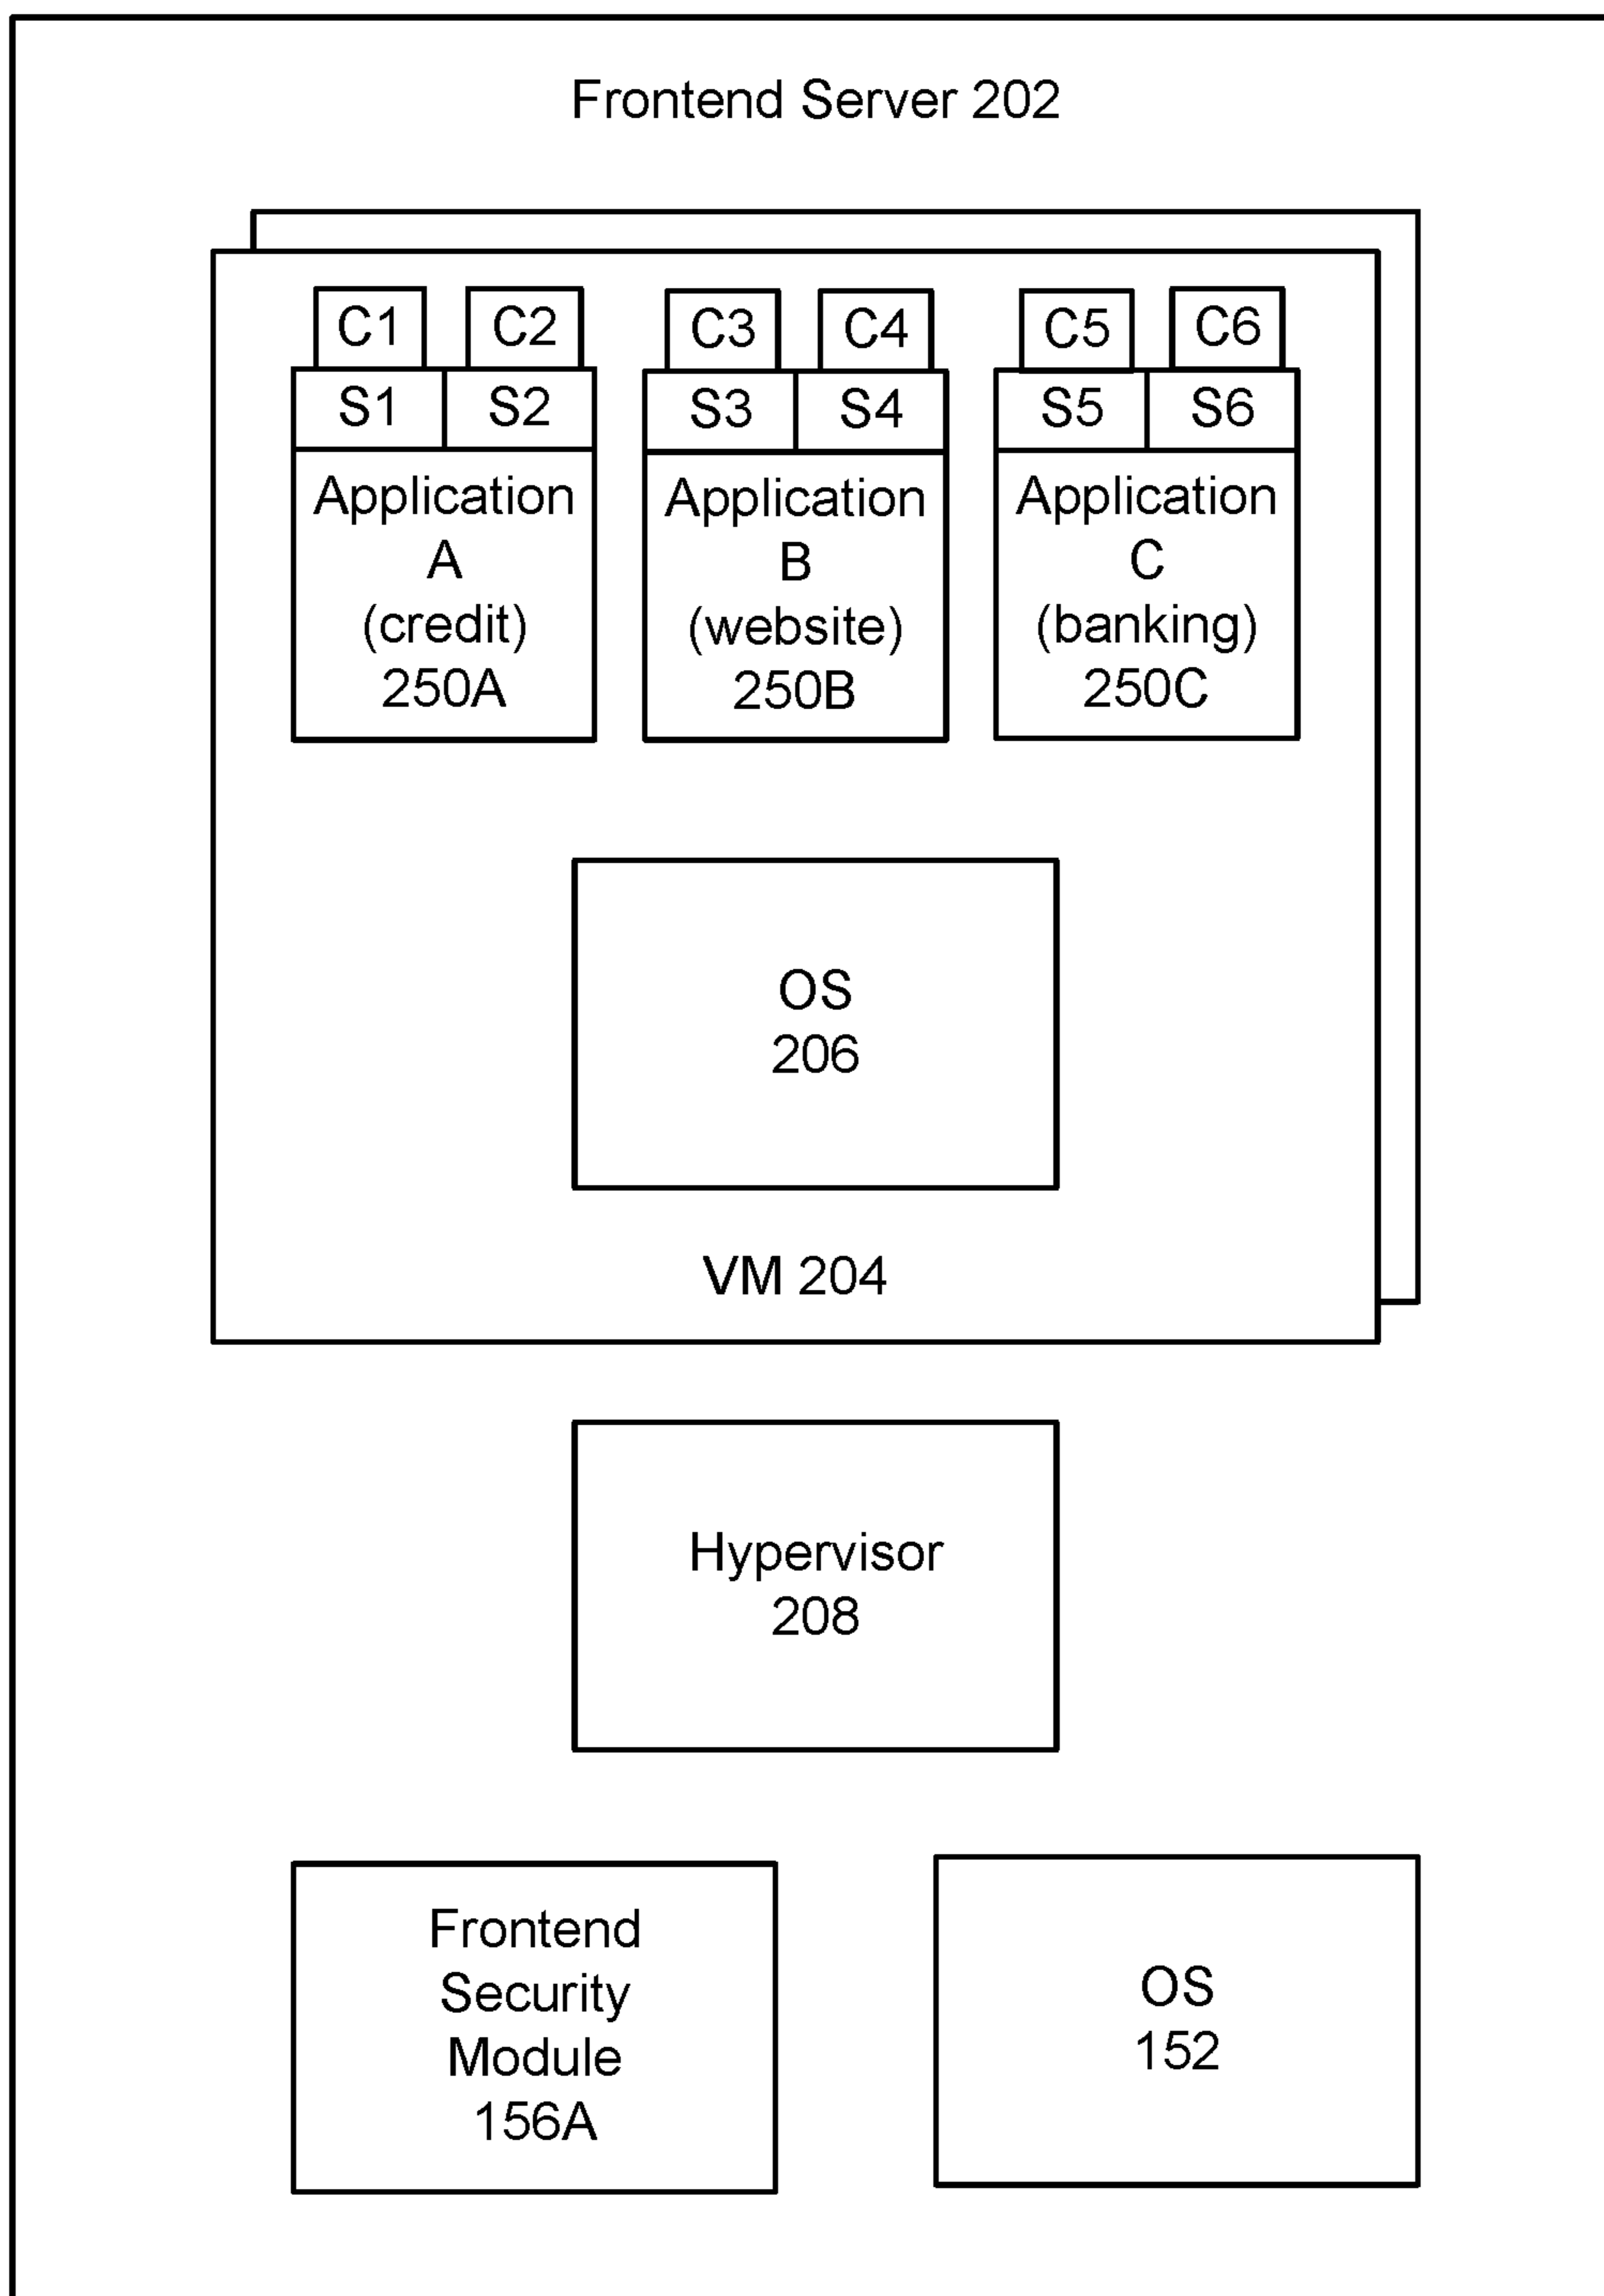 Frontend Server 202
C1 C2 C3 C4 C5 C6
S1 S2 S3 S4 S5 S6
Application
A
(credit)
250A
Application
B
(website)
250B
Application
C
(banking)
250C
OS
206
VM 204
Hypervisor
208
Frontend
Security
Module
156A
OS
152